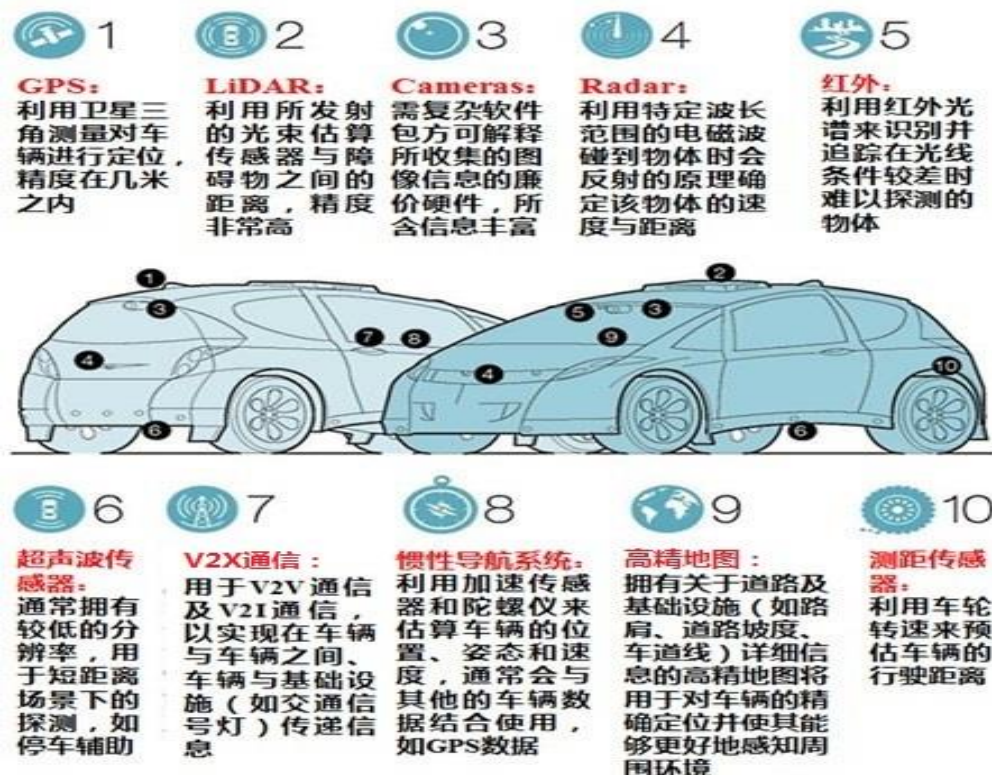 1
2
3
4
5
GPS：
利用卫星三
角测量对车
辆进行定位，
精度在几米
之内
LiDAR：
利用所发射
的光束估算
传感器与障
碍物之间的
距离，精度
非常高
Cameras：
需复杂软件
包方可解释
所收集的图
像信息的廉
价硬件，所
含信息丰富
Radar：
利用特定波长
范围的电磁波
碰到物体时会
反射的原理确
定该物体的速
度与距离
红外：
利用红外光
谱来识别并
追踪在光线
条件较差时
难以探测的
物体
1
2
3
5
3
7
8
9
4
4
10
6
6
6
7
8
9
10
超声波传
感器：
通常拥有
较低的分
辨率，用
于短距离
场景下的
探测，如
停车辅助
V2X通信：
用于V2V通信
及V2I通信，
以实现在车辆
与车辆之间、
车辆与基础设
施（如交通信
号灯）传递信
息
惯性导航系统：
利用加速传感
器和陀螺仪来
估算车辆的位
置、姿态和速
度，通常会与
其他的车辆数
据结合使用，
如GPS数据
高精地图：
拥有关于道路及
基础设施（如路
肩、道路坡度、
车道线）详细信
息的高精地图将
用于对车辆的精
确定位并使其能
够更好地感知周
围环境
测距传感
器：
利用车轮
转速来预
估车辆的
行驶距离